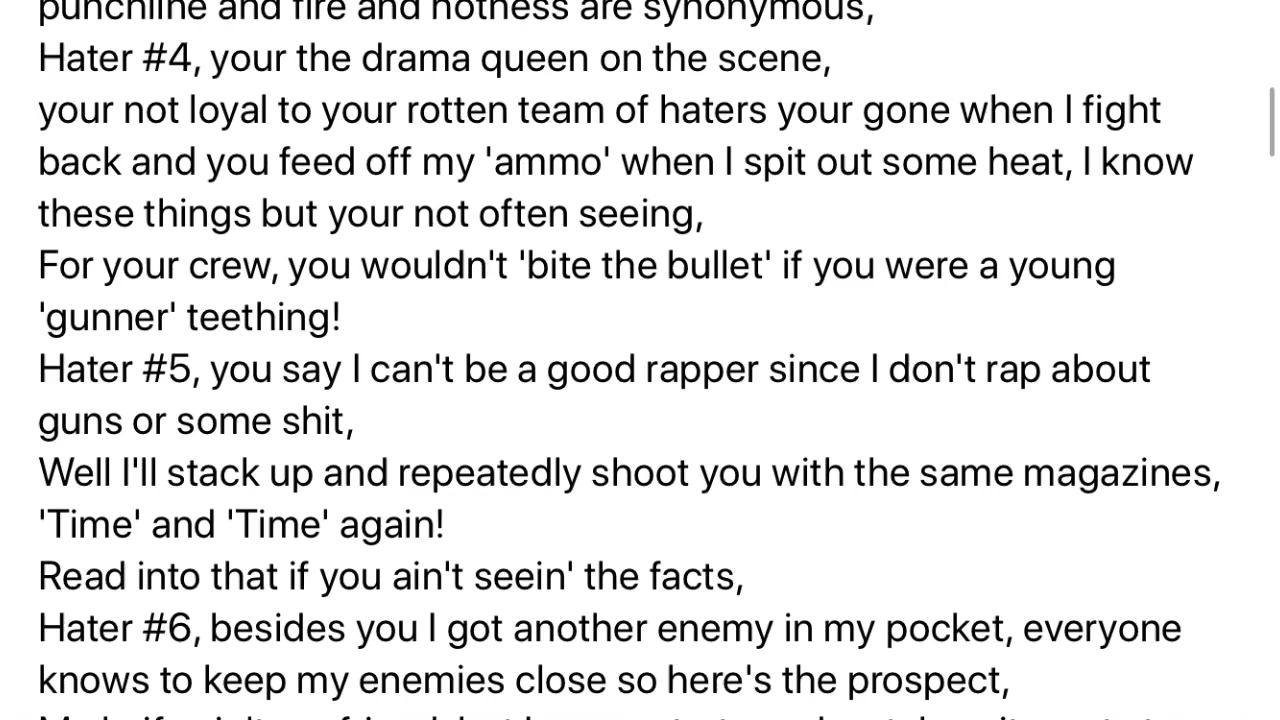 punchline and fire and hotness are synonymous,
Hater #4, your the drama queen on the scene,
your not loyal to your rotten team of haters your gone when I fight
back and you feed off my 'ammo' when I spit out some heat, I know
these things but your not often seeing,
For your crew, you wouldn't 'bite the bullet' if you were a young
'gunner' teething!
Hater #5, you say I can't be a good rapper since I don't rap about
guns or some shit,
Well I'll stack up and repeatedly shoot you with the same magazines,
'Time' and 'Time' again!
Read into that if you ain't seein' the facts,
Hater #6, besides you I got another enemy in my pocket, everyone
knows to keep my enemies close so here's the prospect,